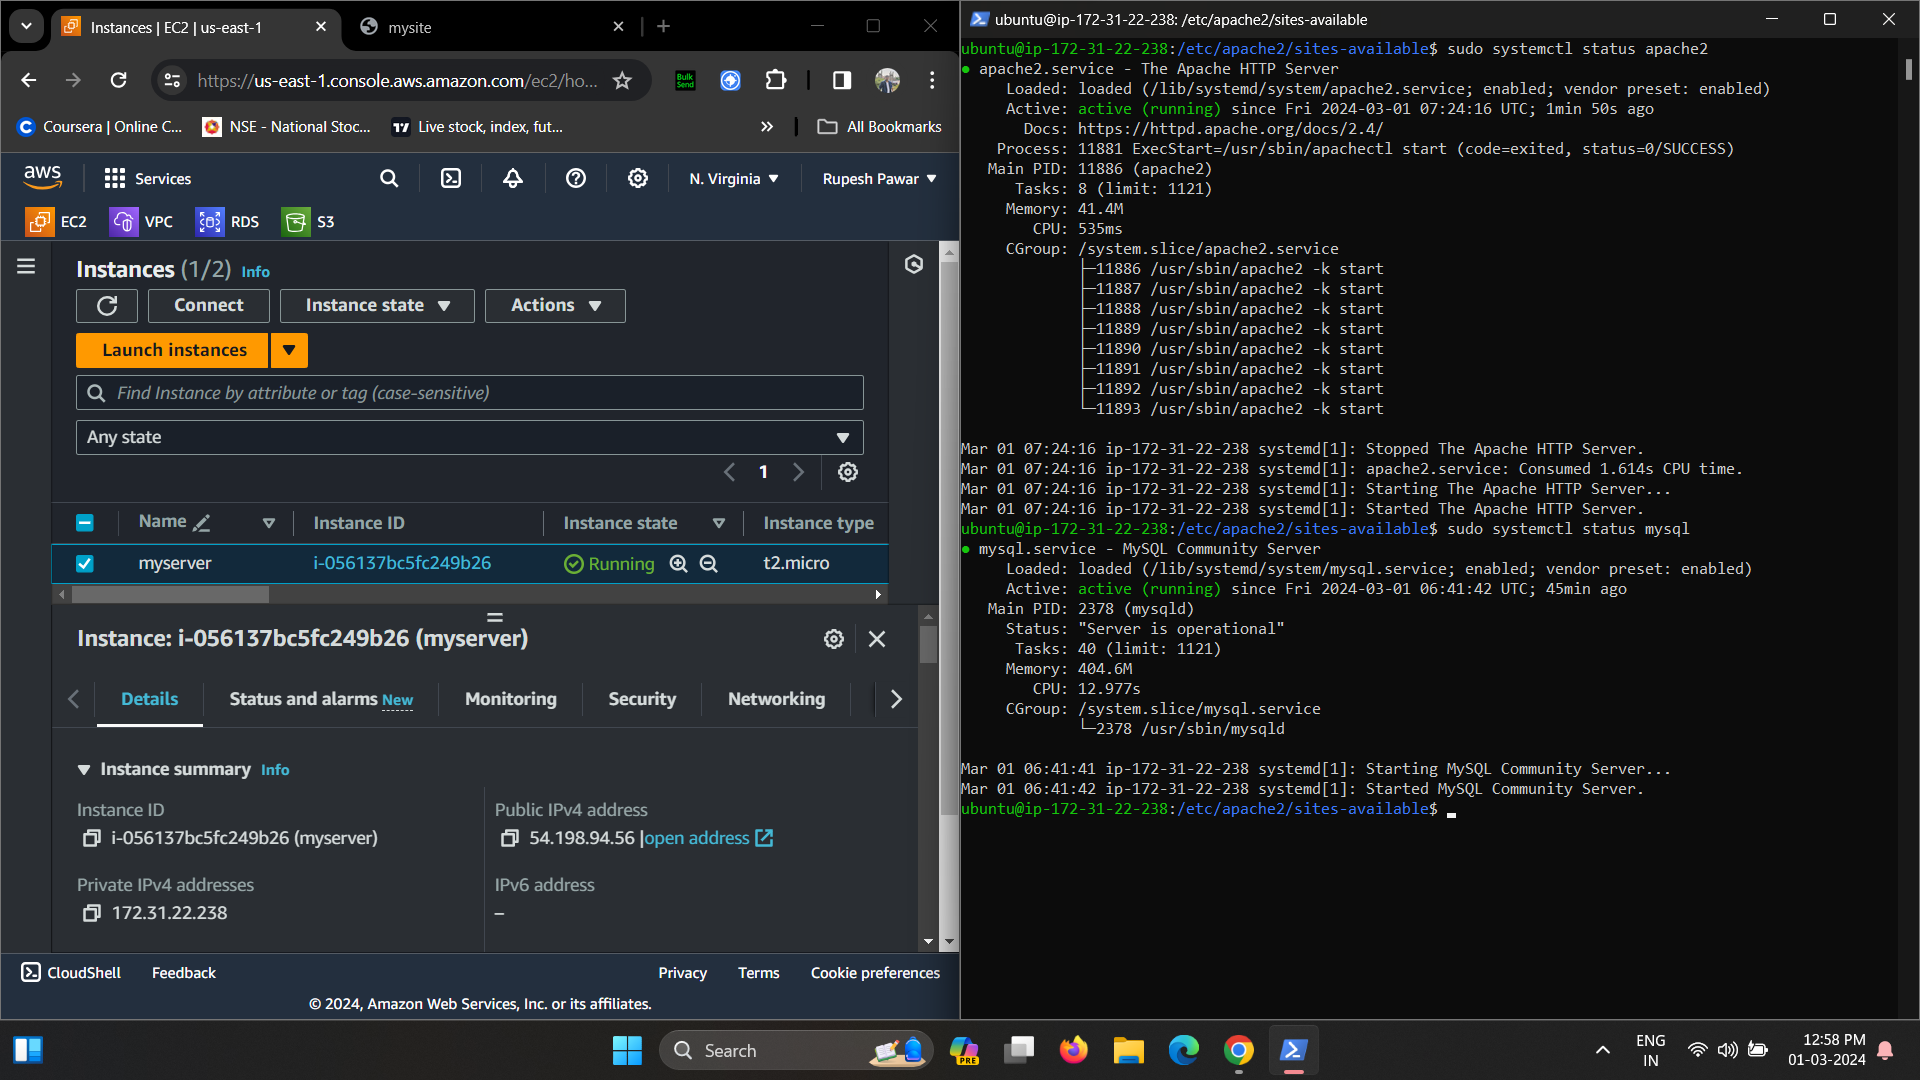 Instances | EC2 | us-east-1
mysite
https://us-east-1.console.aws.amazon.com/ec2/ho...
Bulk
Send
Coursera | Online C...
NSE - National Stoc...
Live stock, index, fut...
All Bookmarks
aws
Services
N. Virginia
Rupesh Pawar
EC2
VPC
RDS
S3
Instances (1/2) Info
Connect
Instance state
Actions
Launch instances
Find Instance by attribute or tag (case-sensitive)
Any state
1
Name
Instance ID
Instance state
Instance type
myserver
i-056137bc5fc249b26
Running
t2.micro
Instance: i-056137bc5fc249b26 (myserver)
Details
Status and alarms New
Monitoring
Security
Networking
Instance summary Info
Instance ID
i-056137bc5fc249b26 (myserver)
Public IPv4 address
54.198.94.56 |open address
Private IPv4 addresses
172.31.22.238
IPv6 address
–
CloudShell
Feedback
Privacy
Terms
Cookie preferences
© 2024, Amazon Web Services, Inc. or its affiliates.
ubuntu@ip-172-31-22-238: /etc/apache2/sites-available
ubuntu@ip-172-31-22-238:/etc/apache2/sites-available$ sudo systemctl status apache2
● apache2.service - The Apache HTTP Server
Loaded: loaded (/lib/systemd/system/apache2.service; enabled; vendor preset: enabled)
Active: active (running) since Fri 2024-03-01 07:24:16 UTC; 1min 50s ago
Docs: https://httpd.apache.org/docs/2.4/
Process: 11881 ExecStart=/usr/sbin/apachectl start (code=exited, status=0/SUCCESS)
Main PID: 11886 (apache2)
Tasks: 8 (limit: 1121)
Memory: 41.4M
CPU: 535ms
CGroup: /system.slice/apache2.service
├─11886 /usr/sbin/apache2 -k start
├─11887 /usr/sbin/apache2 -k start
├─11888 /usr/sbin/apache2 -k start
├─11889 /usr/sbin/apache2 -k start
├─11890 /usr/sbin/apache2 -k start
├─11891 /usr/sbin/apache2 -k start
├─11892 /usr/sbin/apache2 -k start
└─11893 /usr/sbin/apache2 -k start
Mar 01 07:24:16 ip-172-31-22-238 systemd[1]: Stopped The Apache HTTP Server.
Mar 01 07:24:16 ip-172-31-22-238 systemd[1]: apache2.service: Consumed 1.614s CPU time.
Mar 01 07:24:16 ip-172-31-22-238 systemd[1]: Starting The Apache HTTP Server...
Mar 01 07:24:16 ip-172-31-22-238 systemd[1]: Started The Apache HTTP Server.
ubuntu@ip-172-31-22-238:/etc/apache2/sites-available$ sudo systemctl status mysql
● mysql.service - MySQL Community Server
Loaded: loaded (/lib/systemd/system/mysql.service; enabled; vendor preset: enabled)
Active: active (running) since Fri 2024-03-01 06:41:42 UTC; 45min ago
Main PID: 2378 (mysqld)
Status: "Server is operational"
Tasks: 40 (limit: 1121)
Memory: 404.6M
CPU: 12.977s
CGroup: /system.slice/mysql.service
└─2378 /usr/sbin/mysqld
Mar 01 06:41:41 ip-172-31-22-238 systemd[1]: Starting MySQL Community Server...
Mar 01 06:41:42 ip-172-31-22-238 systemd[1]: Started MySQL Community Server.
ubuntu@ip-172-31-22-238:/etc/apache2/sites-available$
Search
PRE
ENG
IN
12:58 PM
01-03-2024